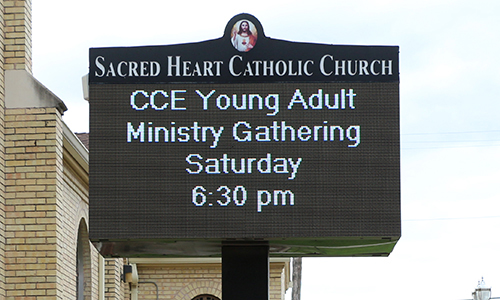 SACRED HEART CATHOLIC CHURCH
CCE Young Adult
Ministry Gathering
Saturday
6:30 pm